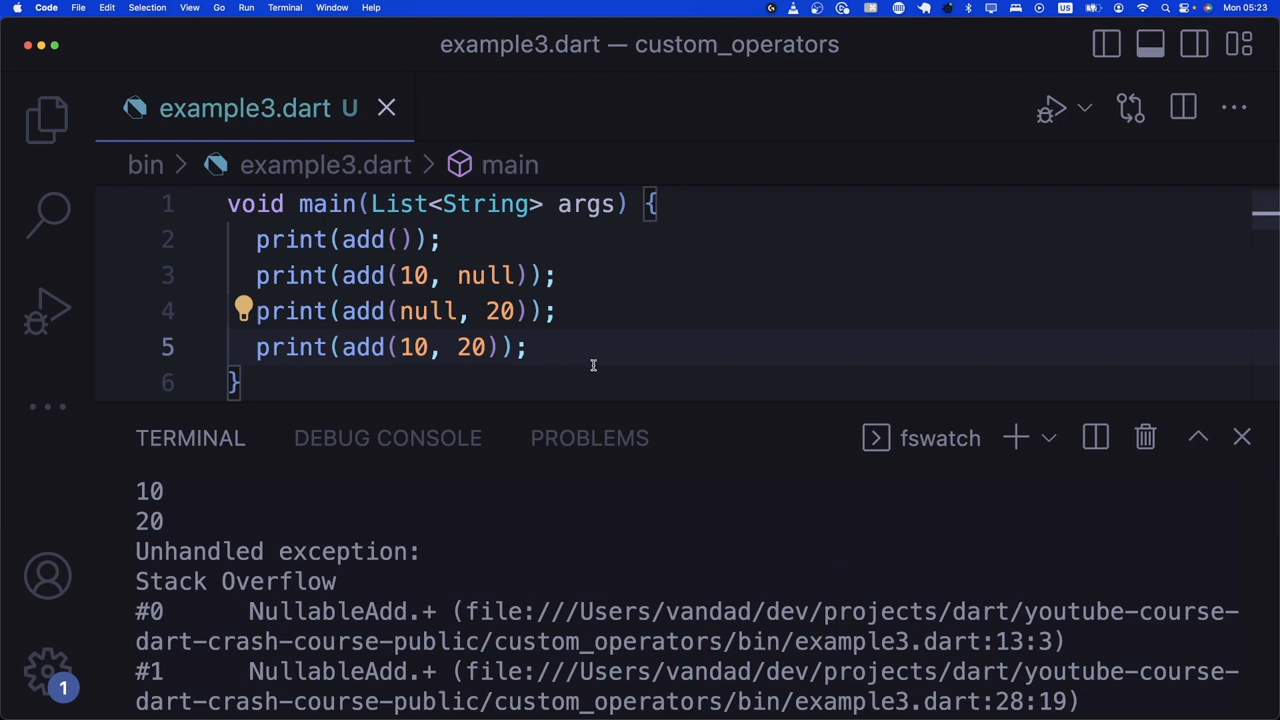 Code File Edit Selection View Go Run Terminal Window Help US Mon 05:23
example3.dart — custom_operators
example3.dart U
bin > example3.dart > main
1 void main(List<String> args) {
2 print(add());
3 print(add(10, null));
4 print(add(null, 20));
5 print(add(10, 20));
6 }
TERMINAL DEBUG CONSOLE PROBLEMS fswatch
10
20
Unhandled exception:
Stack Overflow
#0 NullableAdd.+ (file:///Users/vandad/dev/projects/dart/youtube-course-
dart-crash-course-public/custom_operators/bin/example3.dart:13:3)
#1 NullableAdd.+ (file:///Users/vandad/dev/projects/dart/youtube-course-
dart-crash-course-public/custom_operators/bin/example3.dart:28:19)
1